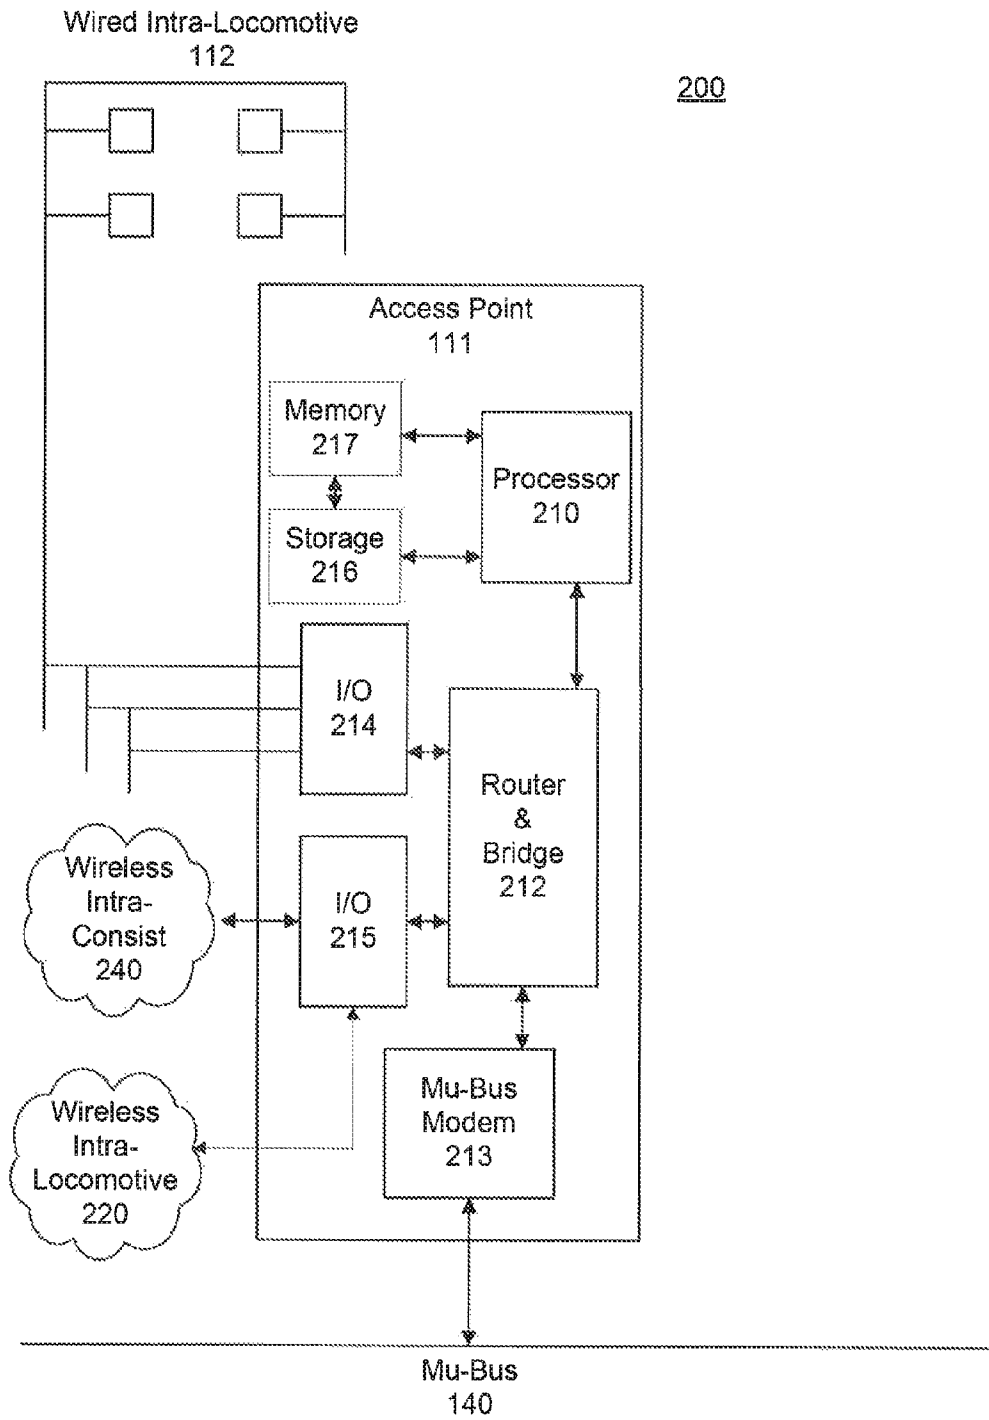 Wired Intra-Locomotive
112
200
Access Point
111
Memory
217
Processor
210
Storage
216
I/O
214
Router
&
Bridge
212
Wireless
Intra-
Consist
240
I/O
215
Mu-Bus
Modem
213
Wireless
Intra-
Locomotive
220
Mu-Bus
140